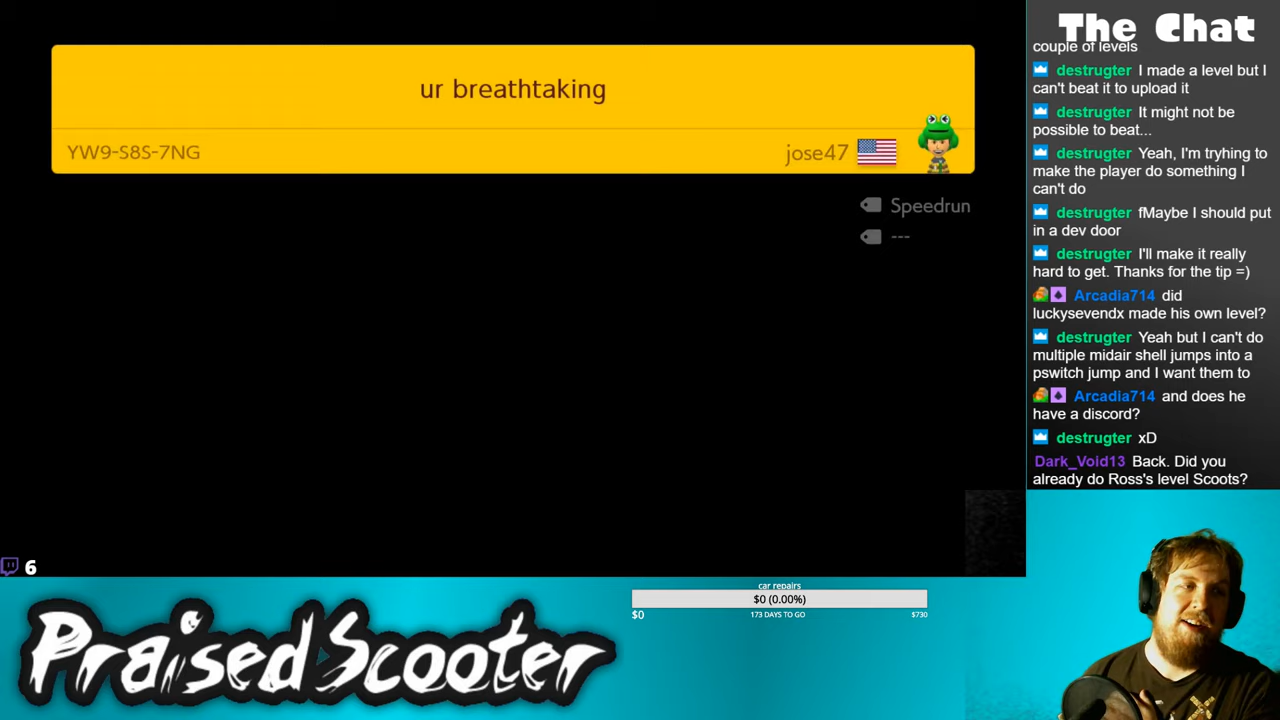 ur breathtaking
YW9-S8S-7NG
jose47
Speedrun
---
6
PraisedScooter
car repairs
$0 (0.00%)
$0
173 DAYS TO GO
$730
The Chat
couple of levels
destrugter I made a level but I
can't beat it to upload it
destrugter It might not be
possible to beat...
destrugter Yeah, I'm tryhing to
make the player do something I
can't do
destrugter fMaybe I should put
in a dev door
destrugter I'll make it really
hard to get. Thanks for the tip =)
Arcadia714 did
luckysevendx made his own level?
destrugter Yeah but I can't do
multiple midair shell jumps into a
pswitch jump and I want them to
Arcadia714 and does he
have a discord?
destrugter xD
Dark_Void13 Back. Did you
already do Ross's level Scoots?